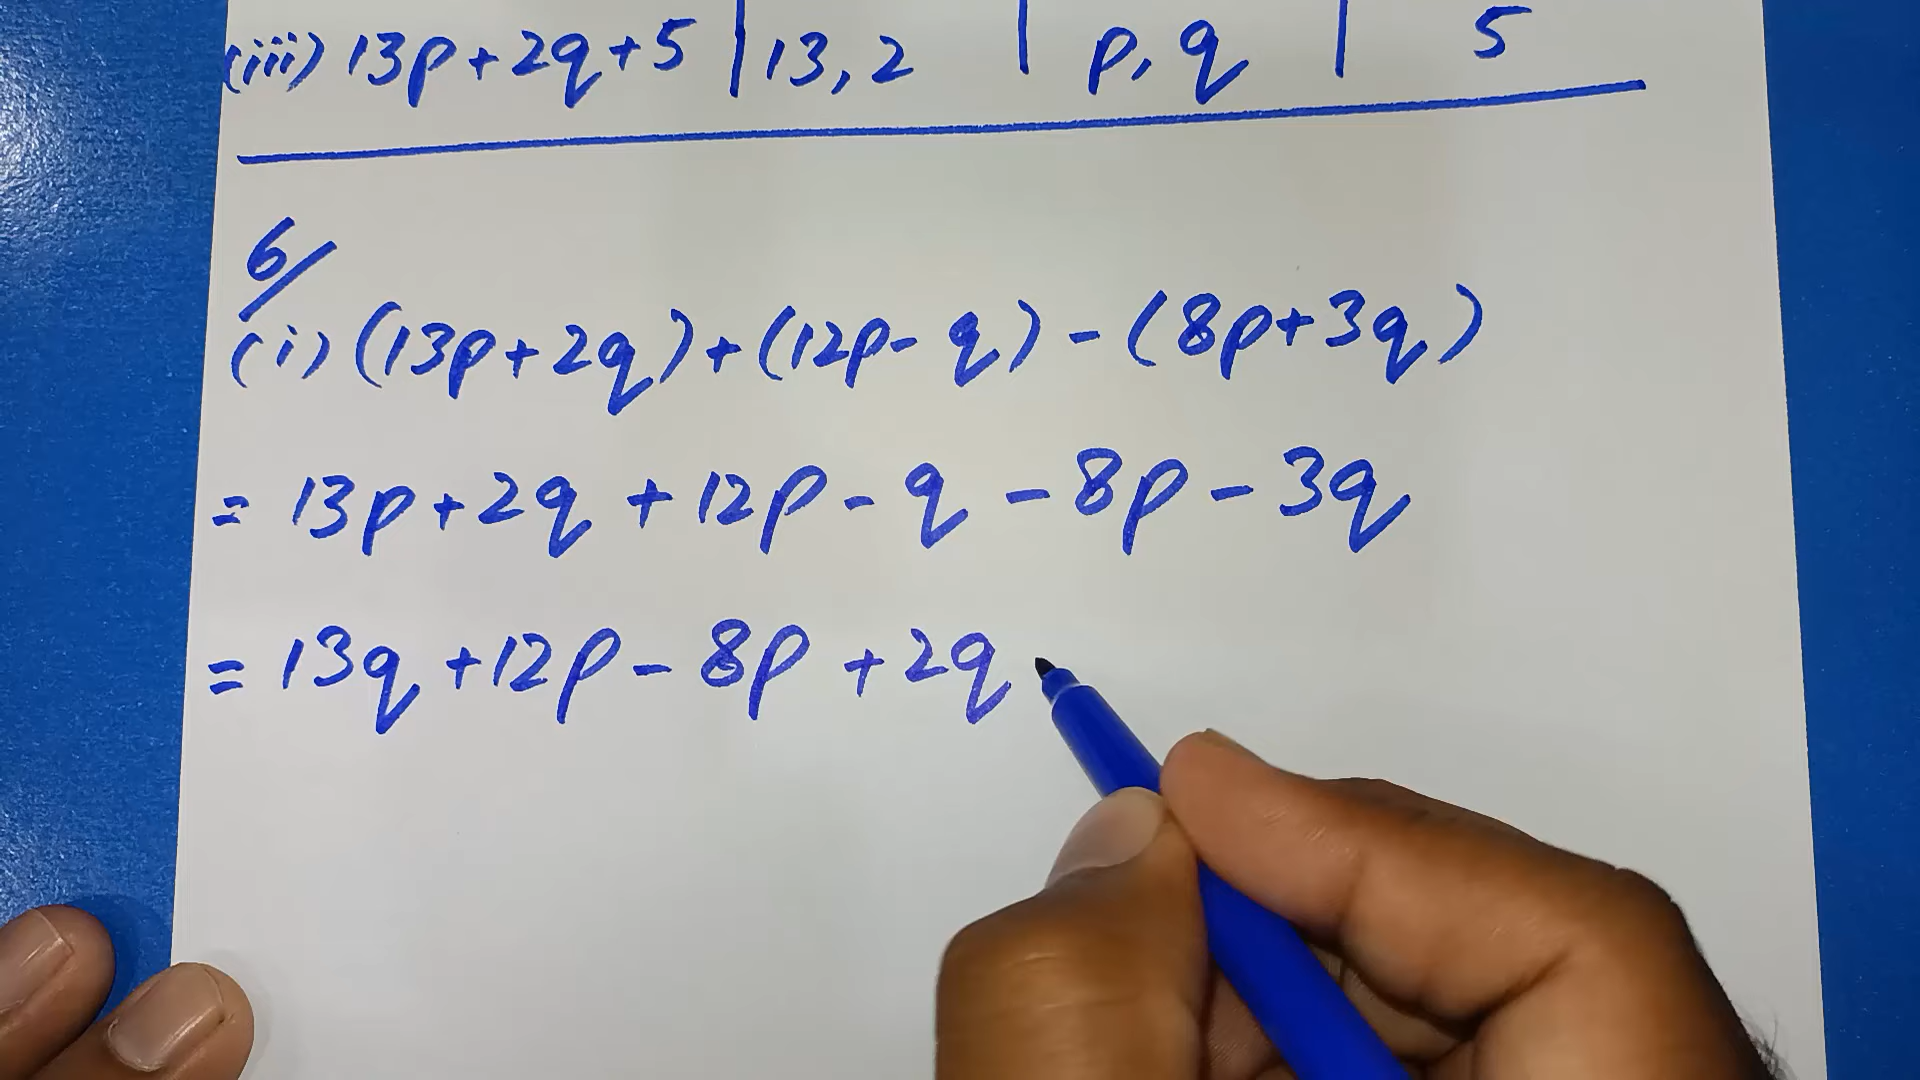 (iii) 13p+2q+5 | 13, 2 | p, q | 5
6/
(i) (13p+2q)+(12p-q)-(8p+3q)
= 13p+2q+12p-q-8p-3q
= 13q+12p-8p+2q